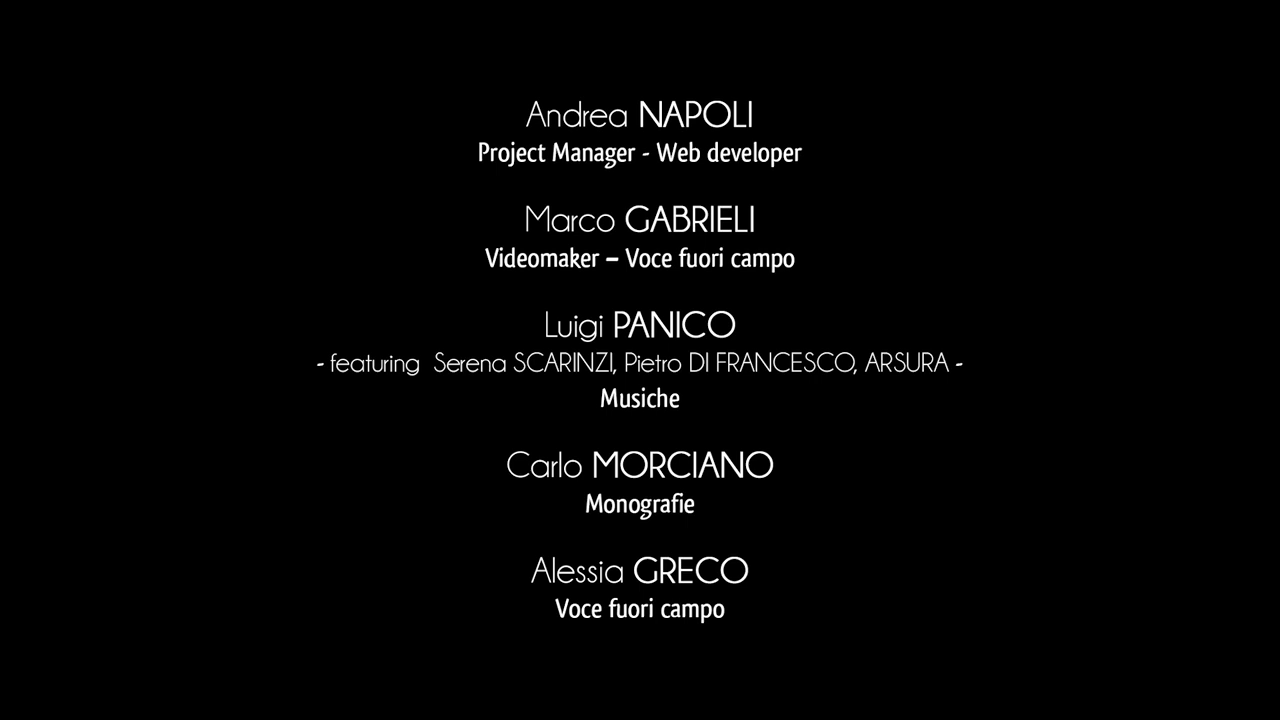 Andrea NAPOLI
Project Manager - Web developer
Marco GABRIELI
Videomaker – Voce fuori campo
Luigi PANICO
- featuring  Serena SCARINZI, Pietro DI FRANCESCO, ARSURA -
Musiche
Carlo MORCIANO
Monografie
Alessia GRECO
Voce fuori campo